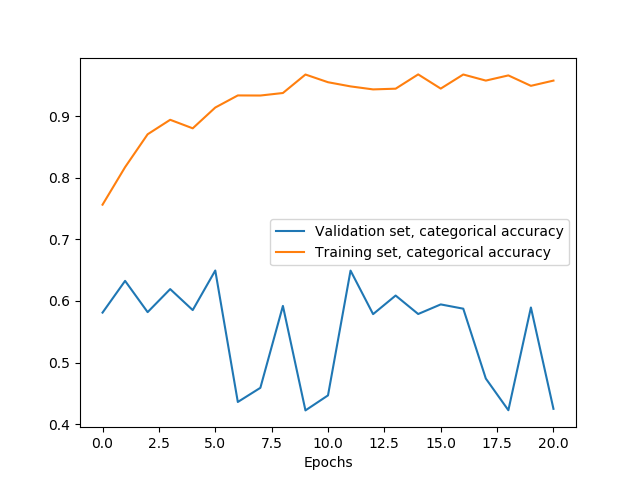 0.9
0.8
0.7
0.6
0.5
0.4
Validation set, categorical accuracy
Training set, categorical accuracy
0.0 2.5 5.0 7.5 10.0 12.5 15.0 17.5 20.0
Epochs